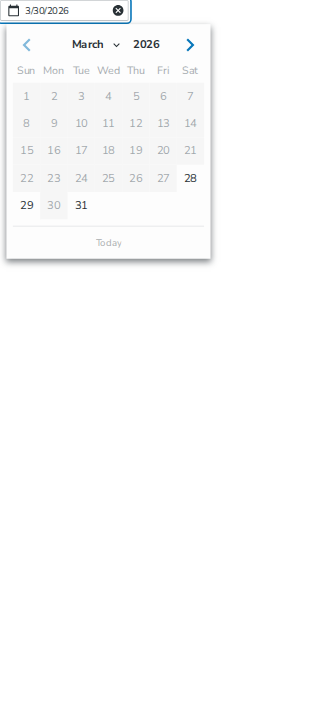 3/30/2026
March 2026
Sun Mon Tue Wed Thu Fri Sat
1 2 3 4 5 6 7
8 9 10 11 12 13 14
15 16 17 18 19 20 21
22 23 24 25 26 27 28
29 30 31
Today